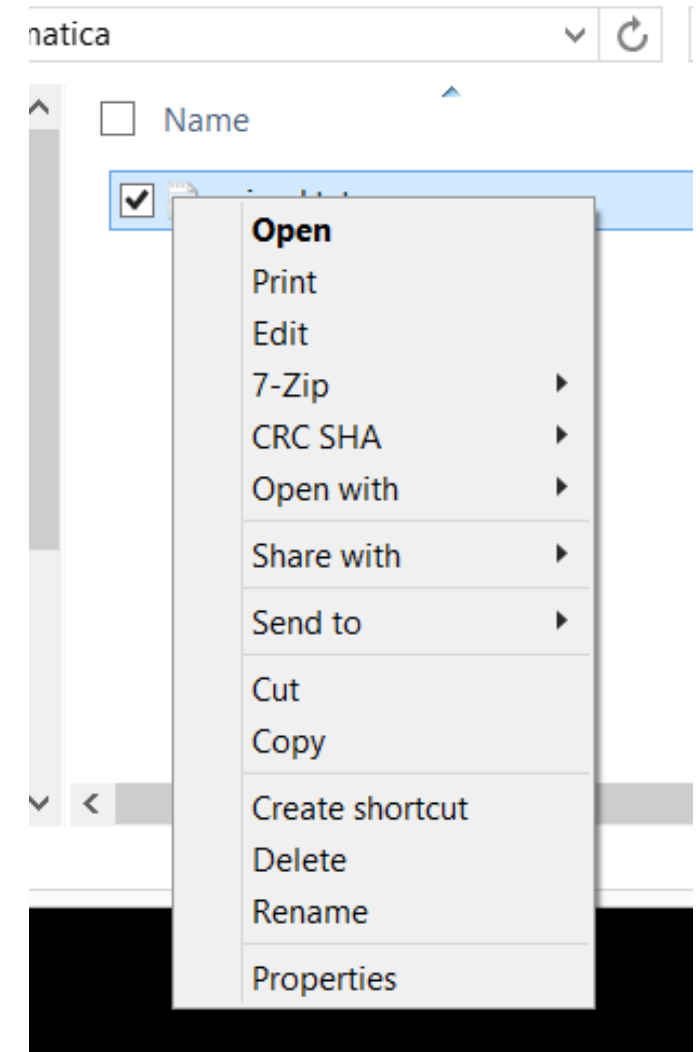 matica
Name
Open
Print
Edit
7-Zip
CRC SHA
Open with
Share with
Send to
Cut
Copy
Create shortcut
Delete
Rename
Properties